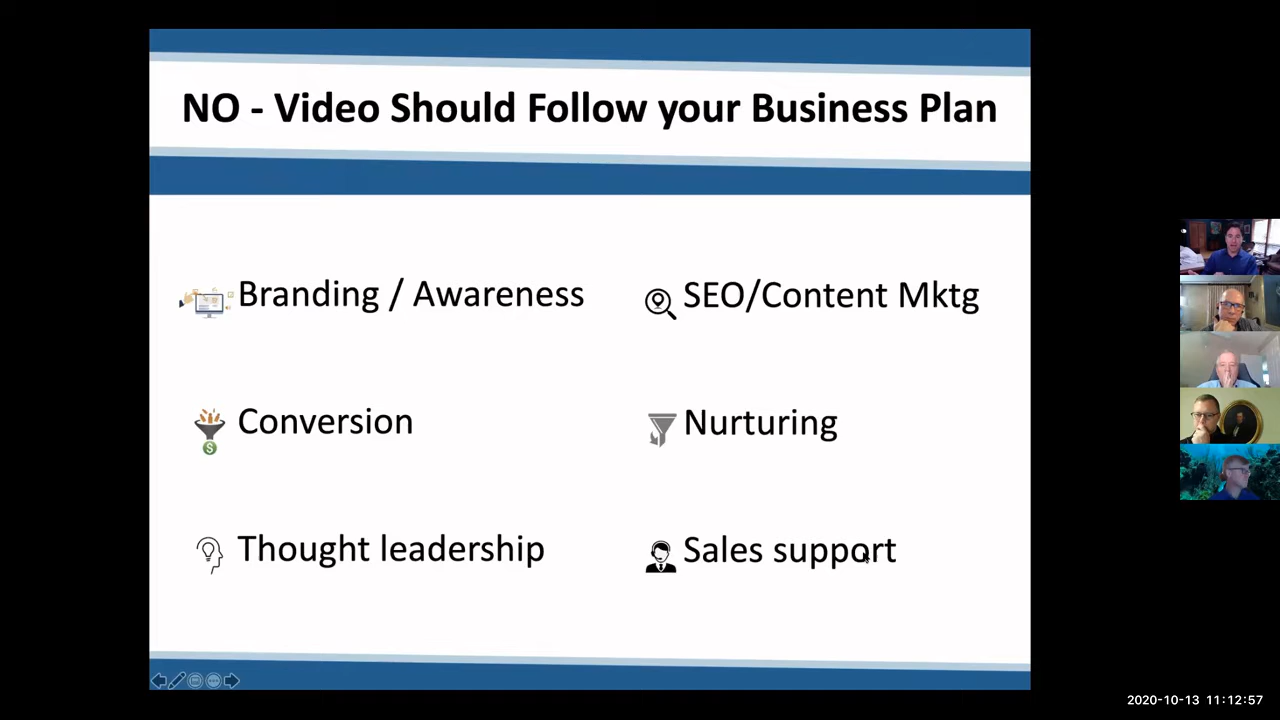 NO - Video Should Follow your Business Plan
Branding / Awareness
SEO/Content Mktg
Conversion
Nurturing
Thought leadership
Sales support
2020-10-13 11:12:57